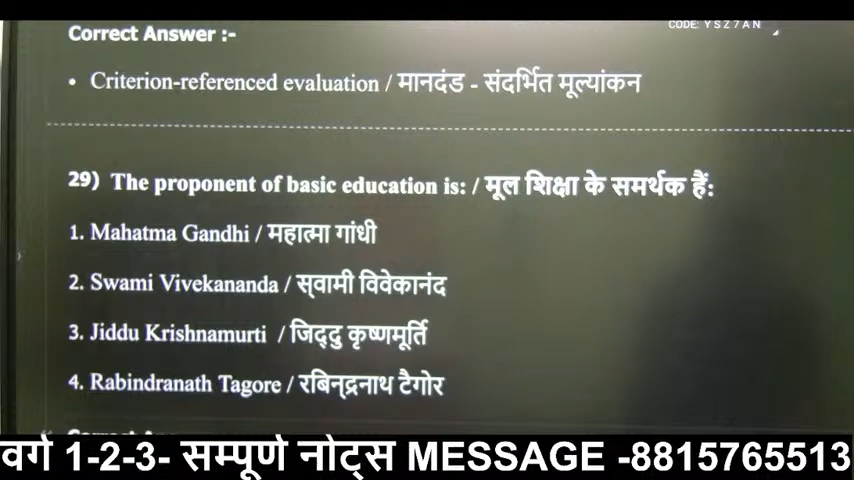 CODE: YSZ7AN
Correct Answer :-
• Criterion-referenced evaluation / मानदंड - संदर्भित मूल्यांकन
29) The proponent of basic education is: / मूल शिक्षा के समर्थक हैं:
1. Mahatma Gandhi / महात्मा गांधी
2. Swami Vivekananda / स्वामी विवेकानंद
3. Jiddu Krishnamurti / जिद्दु कृष्णमूर्ति
4. Rabindranath Tagore / रबिन्द्रनाथ टैगोर
वर्ग 1-2-3- सम्पूर्ण नोट्स MESSAGE -8815765513